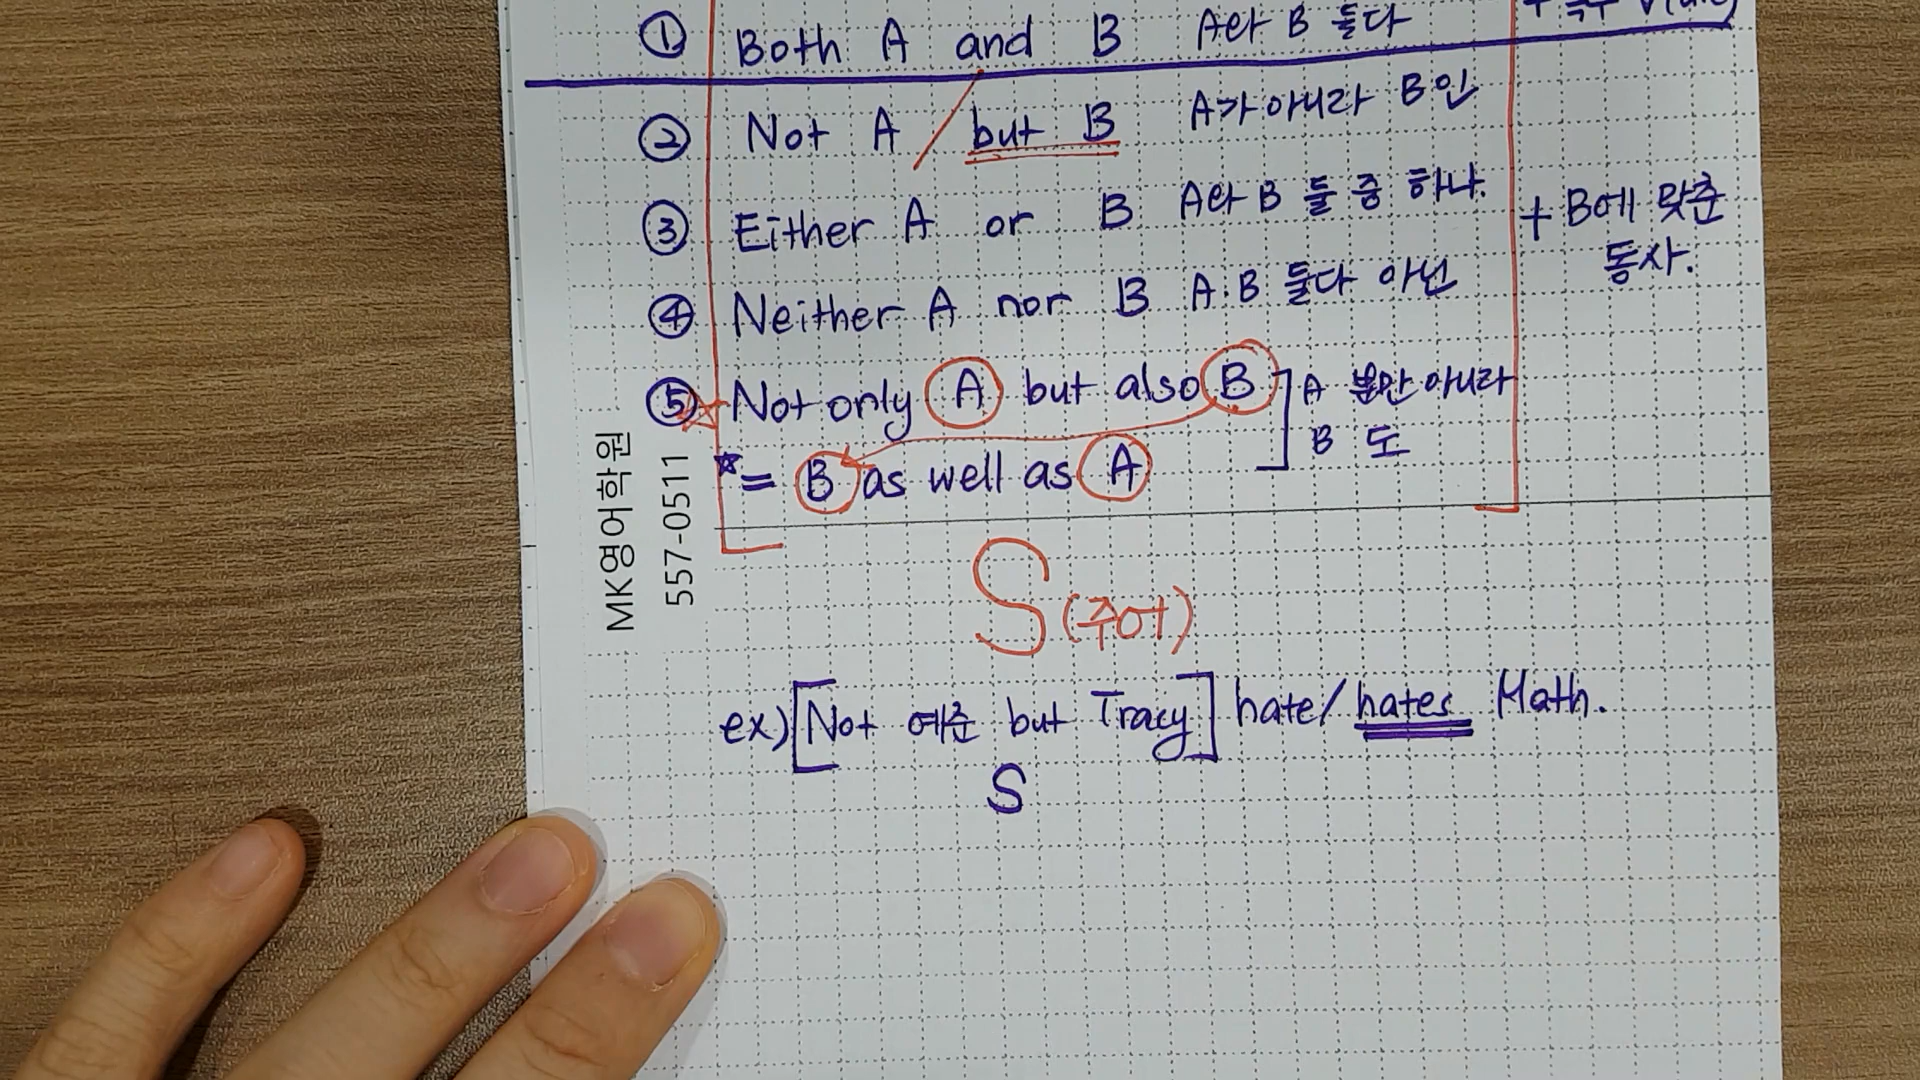 ① Both A and B A와 B 둘다
② Not A / but B A가 아니라 B인
③ Either A or B A와 B 둘 중 하나.
+ B에 맞춘
동사.
④ Neither A nor B A·B 둘다 아닌
⑤ Not only A but also B A 뿐만 아니라
B 도
= B as well as A
MK영어학원
557-0511
S (주어)
ex) [Not 예준 but Tracy] hate/hates Math.
S